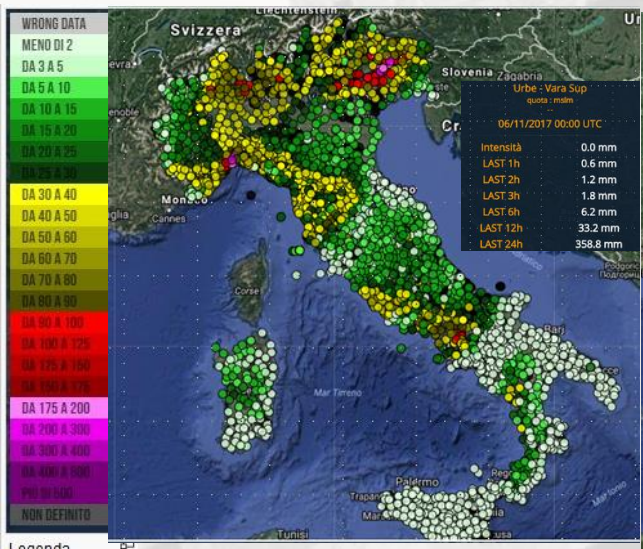 WRONG DATA
MENO DI 2
DA 3 A 5
DA 5 A 10
DA 10 A 15
DA 15 A 20
DA 20 A 25
DA 25 A 30
DA 30 A 40
DA 40 A 50
DA 50 A 60
DA 60 A 70
DA 70 A 80
DA 80 A 90
DA 90 A 100
DA 100 A 125
DA 125 A 150
DA 150 A 175
DA 175 A 200
DA 200 A 300
DA 300 A 400
DA 400 A 500
PIÙ DI 500
NON DEFINITO
Legenda
Liechtenstein
Svizzera
Slovenia
Zagabria
Monaco
Cannes
Corse
Bari
Mar Tirreno
Palermo
Tunisi
Podgorica
Подгориц
Urbe - Vara Sup
quota : mslm
--
06/11/2017 00:00 UTC
Intensità 0.0 mm
LAST 1h 0.6 mm
LAST 2h 1.2 mm
LAST 3h 1.8 mm
LAST 6h 6.2 mm
LAST 12h 33.2 mm
LAST 24h 358.8 mm